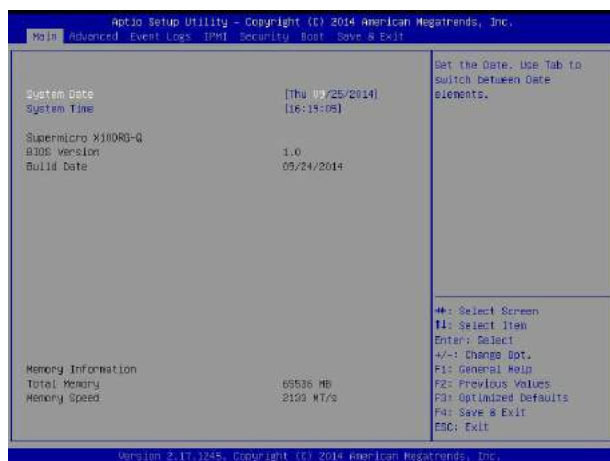 Aptio Setup Utility – Copyright (C) 2014 American Megatrends, Inc.
Main Advanced Event Logs IPMI Security Boot Save & Exit
System Date [Thu 09/25/2014]
System Time
Supermicro X10DRG-Q
BIOS Version 1.0
Build Date 09/24/2014
Memory Information
Total Memory 65536 MB
Memory Speed 2133 MT/s
Set the Date. Use Tab to
switch between Date
elements.
: Select Screen
↑↓: Select Item
Enter: Select
+/-: Change Opt.
F1: General Help
F2: Previous Values
F3: Optimized Defaults
F4: Save & Exit
ESC: Exit
Version 2.17.1245. Copyright (C) 2014 American Megatrends, Inc.